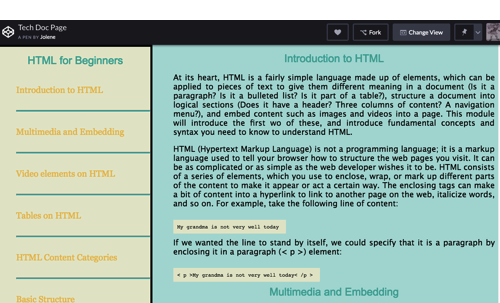 Tech Doc Page
A PEN BY Jolene
Fork
Change View
HTML for Beginners
Introduction to HTML
Multimedia and Embedding
Video elements on HTML
Tables on HTML
HTML Content Categories
Basic Structure
Introduction to HTML
At its heart, HTML is a fairly simple language made up of elements, which can be
applied to pieces of text to give them different meaning in a document (Is it a
paragraph? Is it a bulleted list? Is it part of a table?), structure a document into
logical sections (Does it have a header? Three columns of content? A navigation
menu?), and embed content such as images and videos into a page. This module
will introduce the first wo of these, and introduce fundamental concepts and
syntax you need to know to understand HTML.
HTML (Hypertext Markup Language) is not a programming language; it is a markup
language used to tell your browser how to structure the web pages you visit. It can
be as complicated or as simple as the web developer wishes it to be. HTML consists
of a series of elements, which you use to enclose, wrap, or mark up different parts
of the content to make it appear or act a certain way. The enclosing tags can make
a bit of content into a hyperlink to link to another page on the web, italicize words,
and so on. For example, take the following line of content:
My grandma is not very well today
If we wanted the line to stand by itself, we could specify that it is a paragraph by
enclosing it in a paragraph (< p >) element:
< p >My grandma is not very well today< /p >
Multimedia and Embedding